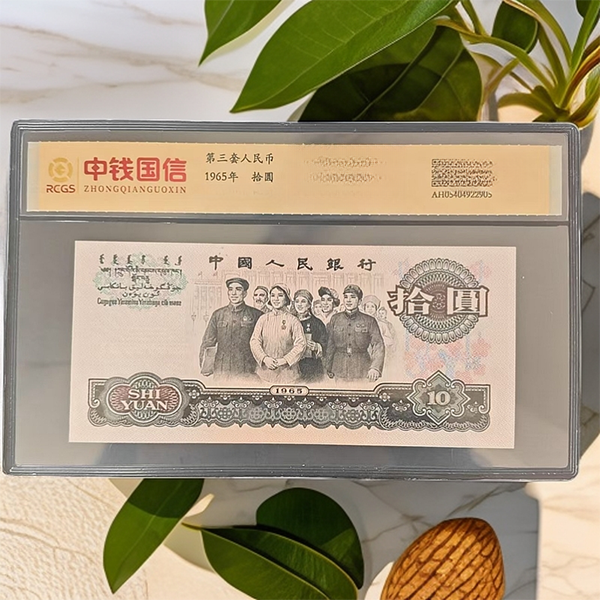 RCGS
中钱国信
ZHONGQIANGUOXIN
第三套人民币
1965年 拾圆
AH05404922905
中國人民銀行
拾圓
1965
SHI
YUAN
10